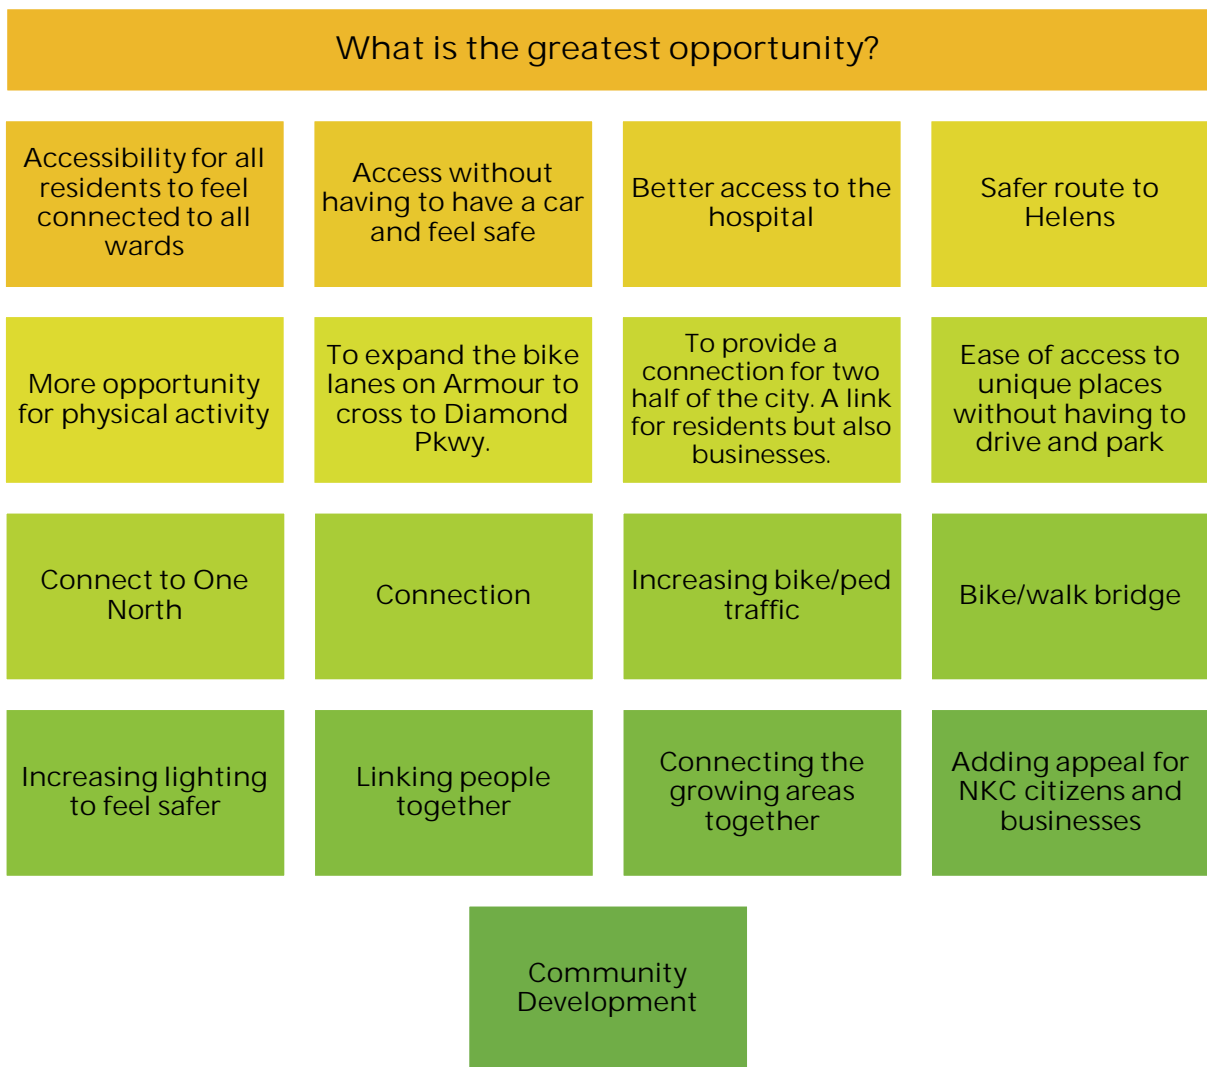 What is the greatest opportunity?
Accessibility for all
residents to feel
connected to all
wards
Access without
having to have a car
and feel safe
Better access to the
hospital
Safer route to
Helens
More opportunity
for physical activity
To expand the bike
lanes on Armour to
cross to Diamond
Pkwy.
To provide a
connection for two
half of the city. A link
for residents but also
businesses.
Ease of access to
unique places
without having to
drive and park
Connect to One
North
Connection
Increasing bike/ped
traffic
Bike/walk bridge
Increasing lighting
to feel safer
Linking people
together
Connecting the
growing areas
together
Adding appeal for
NKC citizens and
businesses
Community
Development